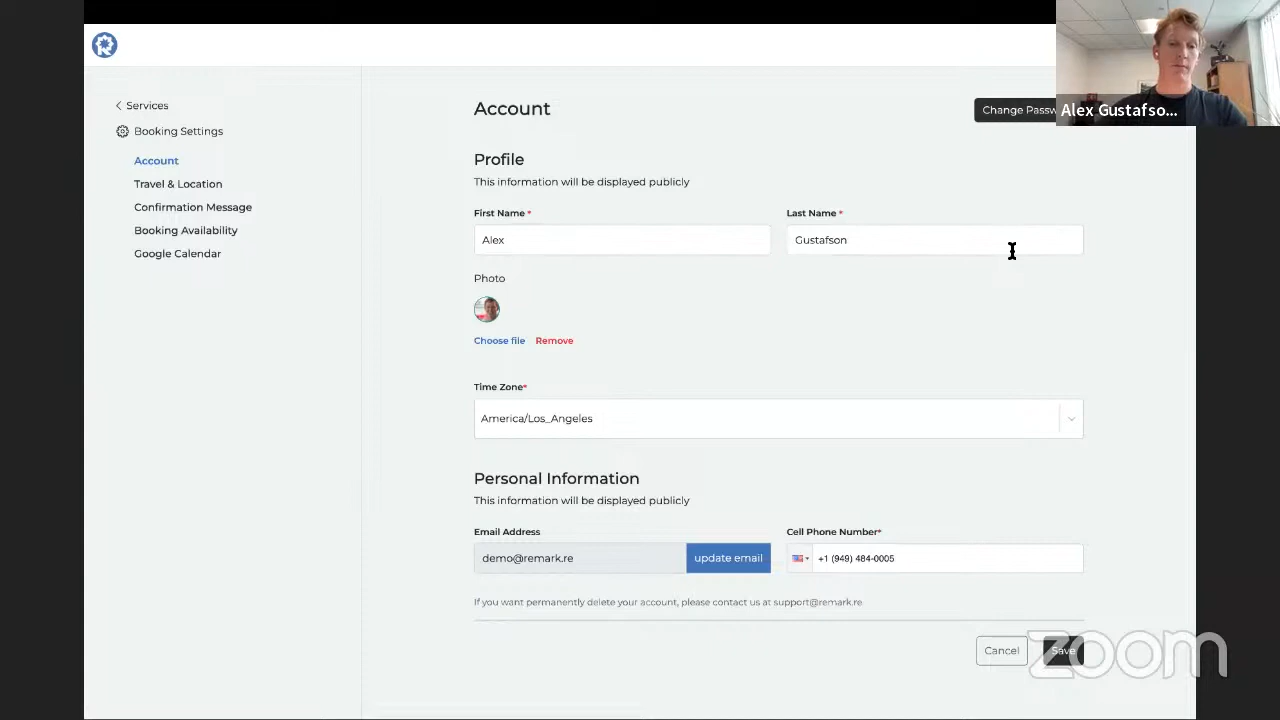 Services
Booking Settings
Account
Travel & Location
Confirmation Message
Booking Availability
Google Calendar
Account
Change Passw
Alex Gustafso...
Profile
This information will be displayed publicly
First Name *
Last Name *
Alex
Gustafson
Photo
Choose file
Remove
Time Zone*
America/Los_Angeles
Personal Information
This information will be displayed publicly
Email Address
Cell Phone Number*
demo@remark.re
update email
+1 (949) 484-0005
If you want permanently delete your account, please contact us at support@remark.re
Cancel
Save
zoom